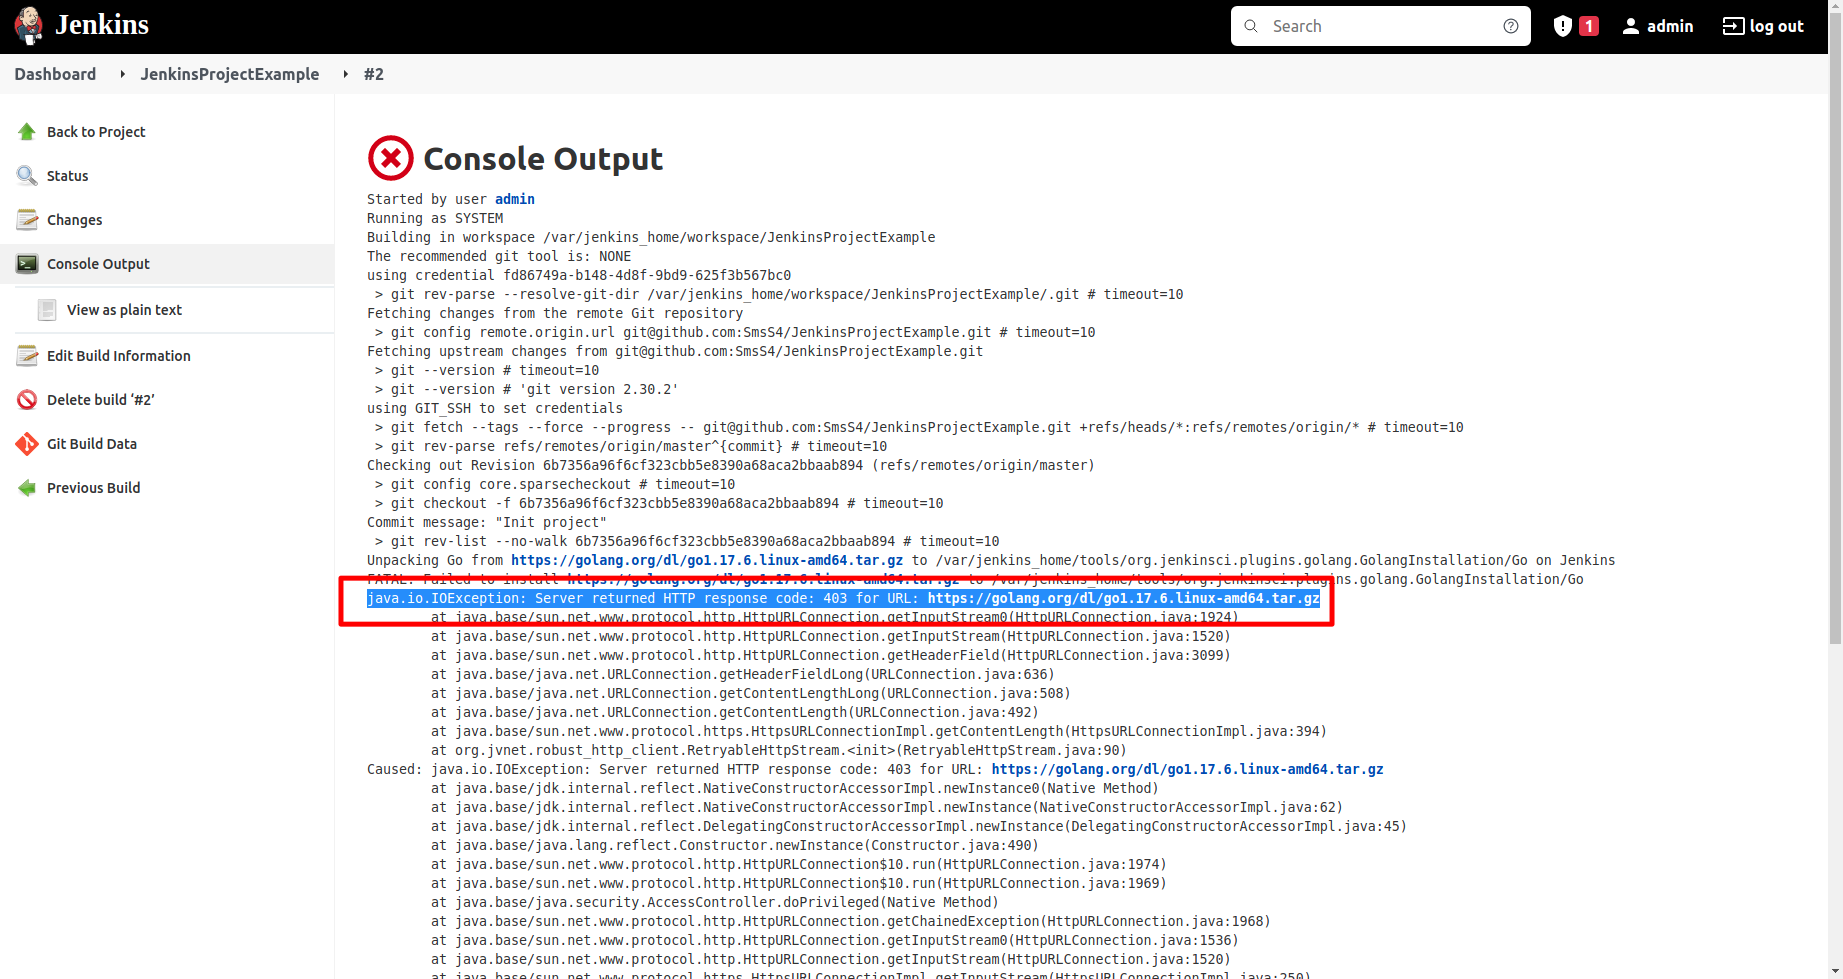 Jenkins
Search
1
admin
log out
Dashboard
JenkinsProjectExample
#2
Back to Project
Status
Changes
Console Output
View as plain text
Edit Build Information
Delete build ‘#2’
Git Build Data
Previous Build
Console Output
Started by user admin
Running as SYSTEM
Building in workspace /var/jenkins_home/workspace/JenkinsProjectExample
The recommended git tool is: NONE
using credential fd86749a-b148-4d8f-9bd9-625f3b567bc0
 > git rev-parse --resolve-git-dir /var/jenkins_home/workspace/JenkinsProjectExample/.git # timeout=10
Fetching changes from the remote Git repository
 > git config remote.origin.url git@github.com:SmsS4/JenkinsProjectExample.git # timeout=10
Fetching upstream changes from git@github.com:SmsS4/JenkinsProjectExample.git
 > git --version # timeout=10
 > git --version # 'git version 2.30.2'
using GIT_SSH to set credentials
 > git fetch --tags --force --progress -- git@github.com:SmsS4/JenkinsProjectExample.git +refs/heads/*:refs/remotes/origin/* # timeout=10
 > git rev-parse refs/remotes/origin/master^{commit} # timeout=10
Checking out Revision 6b7356a96f6cf323cbb5e8390a68aca2bbaab894 (refs/remotes/origin/master)
 > git config core.sparsecheckout # timeout=10
 > git checkout -f 6b7356a96f6cf323cbb5e8390a68aca2bbaab894 # timeout=10
Commit message: "Init project"
 > git rev-list --no-walk 6b7356a96f6cf323cbb5e8390a68aca2bbaab894 # timeout=10
Unpacking Go from https://golang.org/dl/go1.17.6.linux-amd64.tar.gz to /var/jenkins_home/tools/org.jenkinsci.plugins.golang.GolangInstallation/Go on Jenkins
FATAL: Failed to install https://golang.org/dl/go1.17.6.linux-amd64.tar.gz to /var/jenkins_home/tools/org.jenkinsci.plugins.golang.GolangInstallation/Go
java.io.IOException: Server returned HTTP response code: 403 for URL: https://golang.org/dl/go1.17.6.linux-amd64.tar.gz
at java.base/sun.net.www.protocol.http.HttpURLConnection.getInputStream0(HttpURLConnection.java:1924)
at java.base/sun.net.www.protocol.http.HttpURLConnection.getInputStream(HttpURLConnection.java:1520)
at java.base/sun.net.www.protocol.http.HttpURLConnection.getHeaderField(HttpURLConnection.java:3099)
at java.base/java.net.URLConnection.getHeaderFieldLong(URLConnection.java:636)
at java.base/java.net.URLConnection.getContentLengthLong(URLConnection.java:508)
at java.base/java.net.URLConnection.getContentLength(URLConnection.java:492)
at java.base/sun.net.www.protocol.https.HttpsURLConnectionImpl.getContentLength(HttpsURLConnectionImpl.java:394)
at org.jvnet.robust_http_client.RetryableHttpStream.<init>(RetryableHttpStream.java:90)
Caused: java.io.IOException: Server returned HTTP response code: 403 for URL: https://golang.org/dl/go1.17.6.linux-amd64.tar.gz
at java.base/jdk.internal.reflect.NativeConstructorAccessorImpl.newInstance0(Native Method)
at java.base/jdk.internal.reflect.NativeConstructorAccessorImpl.newInstance(NativeConstructorAccessorImpl.java:62)
at java.base/jdk.internal.reflect.DelegatingConstructorAccessorImpl.newInstance(DelegatingConstructorAccessorImpl.java:45)
at java.base/java.lang.reflect.Constructor.newInstance(Constructor.java:490)
at java.base/sun.net.www.protocol.http.HttpURLConnection$10.run(HttpURLConnection.java:1974)
at java.base/sun.net.www.protocol.http.HttpURLConnection$10.run(HttpURLConnection.java:1969)
at java.base/java.security.AccessController.doPrivileged(Native Method)
at java.base/sun.net.www.protocol.http.HttpURLConnection.getChainedException(HttpURLConnection.java:1968)
at java.base/sun.net.www.protocol.http.HttpURLConnection.getInputStream0(HttpURLConnection.java:1536)
at java.base/sun.net.www.protocol.http.HttpURLConnection.getInputStream(HttpURLConnection.java:1520)
at java.base/sun.net.www.protocol.https.HttpsURLConnectionImpl.getInputStream(HttpsURLConnectionImpl.java:250)